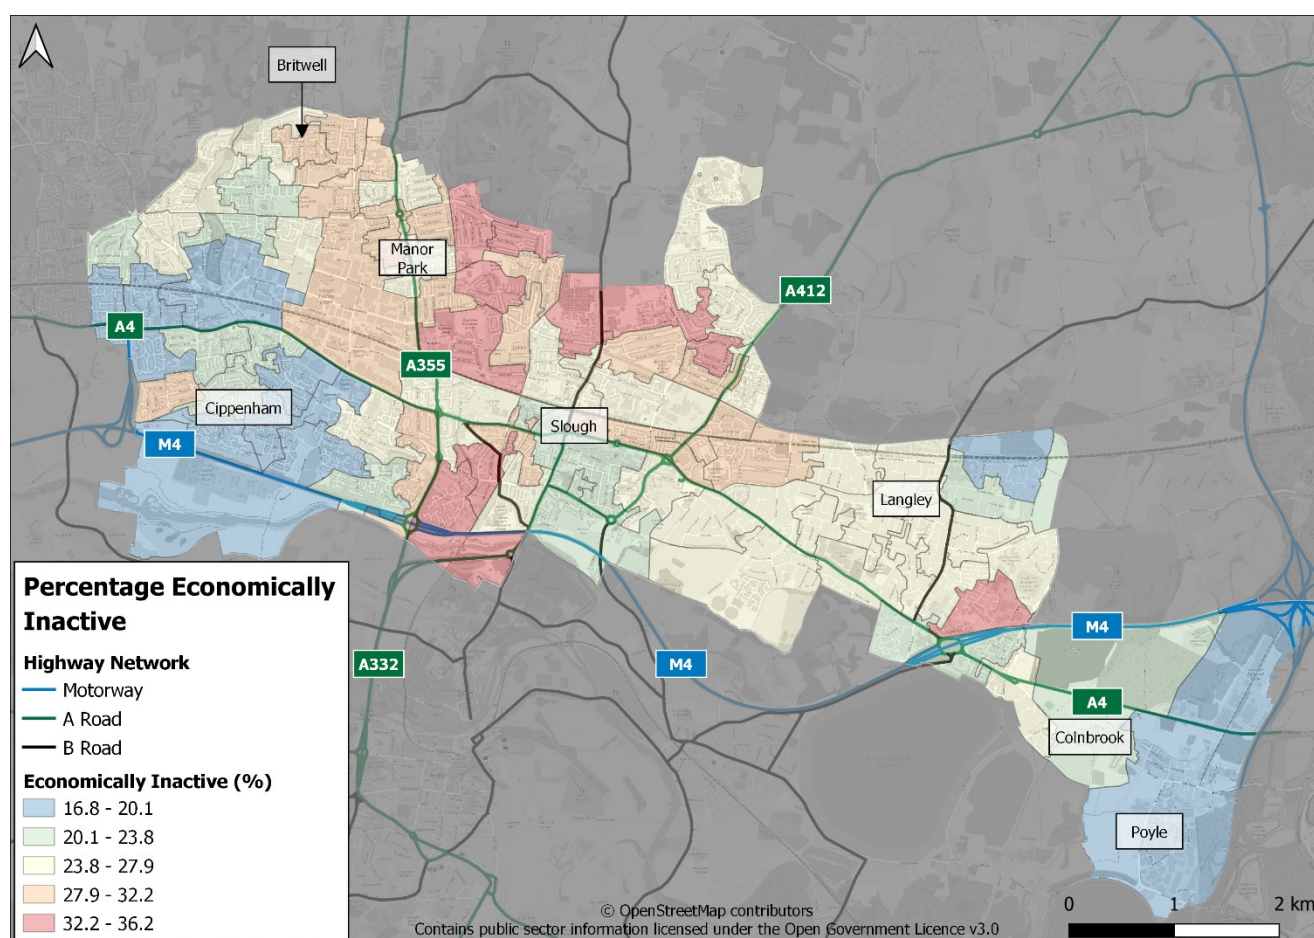 Britwell
Manor
Park
A412
A4
A355
Cippenham
Slough
M4
Langley
Percentage Economically
Inactive
Highway Network
Motorway
A Road
B Road
Economically Inactive (%)
16.8 - 20.1
20.1 - 23.8
23.8 - 27.9
27.9 - 32.2
32.2 - 36.2
A332
M4
M4
A4
Colnbrook
Poyle
0 1 2 km
© OpenStreetMap contributors
Contains public sector information licensed under the Open Government Licence v3.0